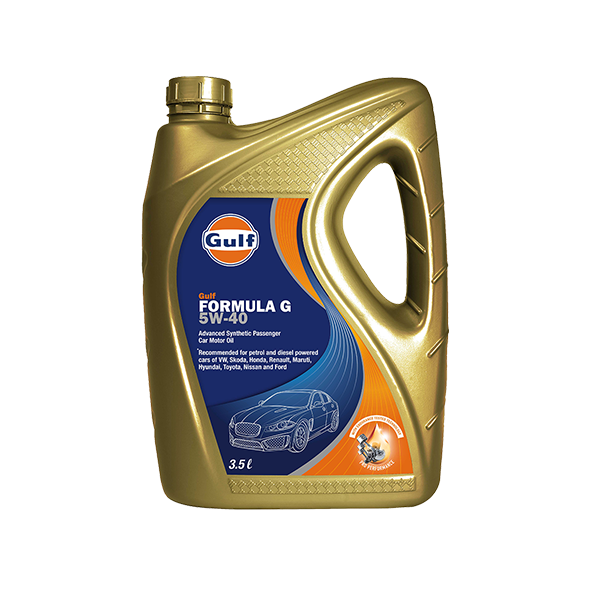 Gulf
Gulf
FORMULA G
5W-40
Advanced Synthetic Passenger
Car Motor Oil
*Recommended for petrol and diesel powered
cars of VW, Skoda, Honda, Renault, Maruti,
Hyundai, Toyota, Nissan and Ford
3.5 ℓ
PERFORMANCE